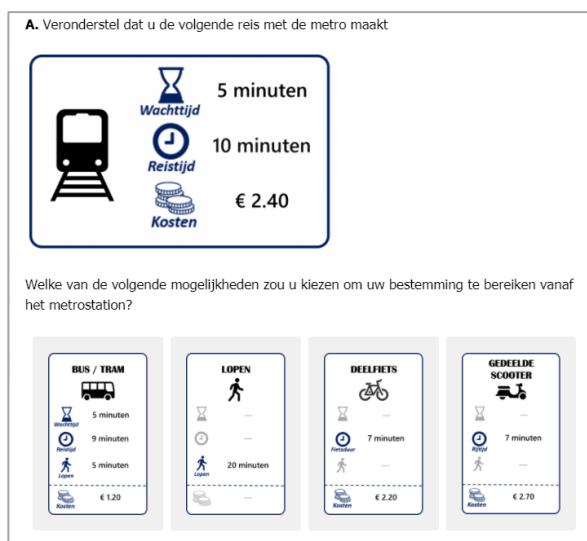 A. Veronderstel dat u de volgende reis met de metro maakt
Wachttijd
5 minuten
Reistijd
10 minuten
Kosten
€ 2.40
Welke van de volgende mogelijkheden zou u kiezen om uw bestemming te bereiken vanaf
het metrostation?
BUS / TRAM
Wachttijd
5 minuten
Reistijd
9 minuten
Lopen
5 minuten
Kosten
€ 1.20
LOPEN
—
—
Lopen
20 minuten
—
DEELFIETS
—
Fietsduur
7 minuten
—
Kosten
€ 2.20
GEDEELDE
SCOOTER
—
Rijtijd
7 minuten
—
Kosten
€ 2.70